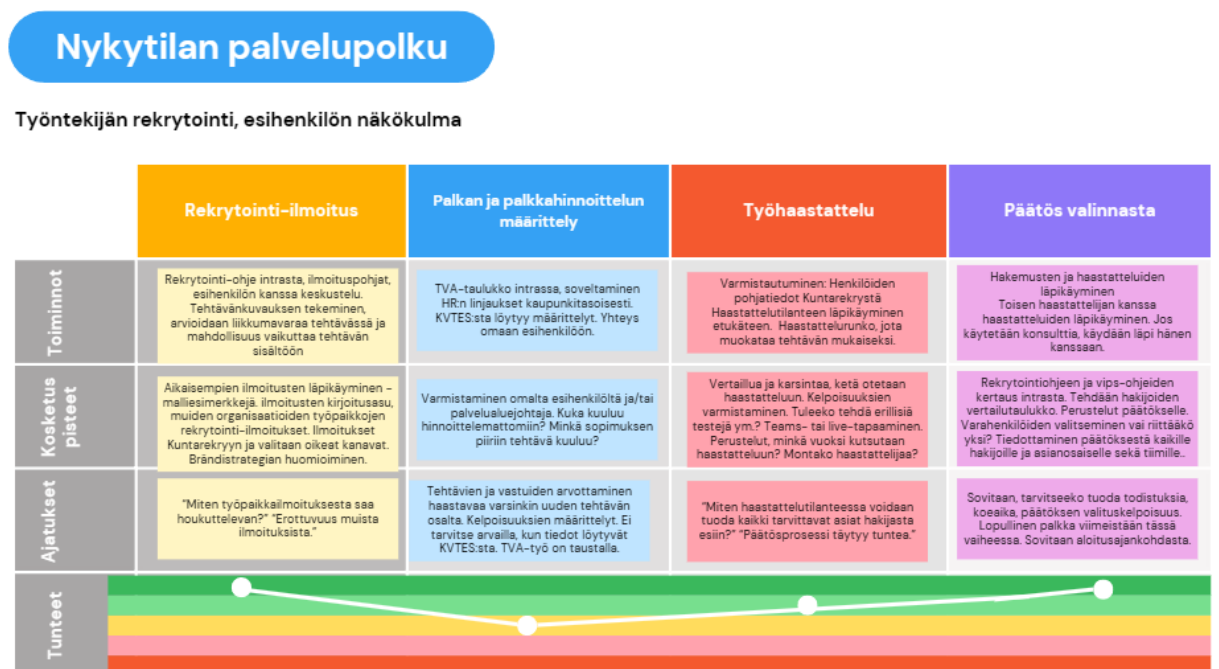 Nykytilan palvelupolku
Työntekijän rekrytointi, esihenkilön näkökulma
Rekrytointi-ilmoitus
Palkan ja palkkahinnoittelun
määrittely
Työhaastattelu
Päätös valinnasta
Toiminnot
Rekrytointi-ohje intrasta, ilmoituspohjat,
esihenkilön kanssa keskustelu.
Tehtävänkuvauksen tekeminen,
arvioidaan liikkumavaraa tehtävässä ja
mahdollisuus vaikuttaa tehtävän
sisältöön
TVA-taulukko intrassa, soveltaminen
HR:n linjaukset kaupunkitasoisesti.
KVTES:sta löytyy määrittelyt. Yhteys
omaan esihenkilöön.
Varmistautuminen: Henkilöiden
pohjatiedot Kuntarekrystä
Haastattelutilanteen läpikäyminen
etukäteen. Haastattelurunko, jota
muokataa tehtävän mukaiseksi.
Hakemusten ja haastatteluiden
läpikäyminen
Toisen haastattelijan kanssa
haastatteluiden läpikäyminen. Jos
käytetään konsulttia, käydään läpi hänen
kanssaan.
Kosketus
pisteet
Aikaisempien ilmoitusten läpikäyminen -
malliesimerkkejä. ilmoitusten kirjoitusasu,
muiden organisaatioiden työpaikkojen
rekrytointi-ilmoitukset. Ilmoitukset
Kuntarekryyn ja valitaan oikeat kanavat.
Brändistrategian huomioiminen.
Varmistaminen omalta esihenkilöltä ja/tai
palvelualuejohtaja. Kuka kuuluu
hinnoittelemattomiin? Minkä sopimuksen
piiriin tehtävä kuuluu?
Vertailua ja karsintaa, ketä otetaan
haastatteluun. Kelpoisuuksien
varmistaminen. Tuleeko tehdä erillisiä
testejä ym.? Teams- tai live-tapaaminen.
Perustelut, minkä vuoksi kutsutaan
haastatteluun? Montako haastattelijaa?
Rekrytointiohjeen ja vips-ohjeiden
kertaus intrasta. Tehdään hakijoiden
vertailutaulukko. Perustelut päätökselle.
Varahenkilöiden valitseminen vai riittääkö
yksi? Tiedottaminen päätöksestä kaikille
hakijoille ja asianosaiselle sekä tiimille..
Ajatukset
"Miten työpaikkailmoituksesta saa
houkuttelevan?" "Erottuvuus muista
ilmoituksista."
Tehtävien ja vastuiden arvottaminen
haastavaa varsinkin uuden tehtävän
osalta. Kelpoisuuksien määrittelyt. Ei
tarvitse arvailla, kun tiedot löytyvät
KVTES:sta. TVA-työ on taustalla.
"Miten haastattelutilanteessa voidaan
tuoda kaikki tarvittavat asiat hakijasta
esiin?" "Päätösprosessi täytyy tuntea."
Sovitaan, tarvitseeko tuoda todistuksia,
koeaika, päätöksen valituskelpoisuus.
Lopullinen palkka viimeistään tässä
vaiheessa. Sovitaan aloitusajankohdasta.
Tunteet